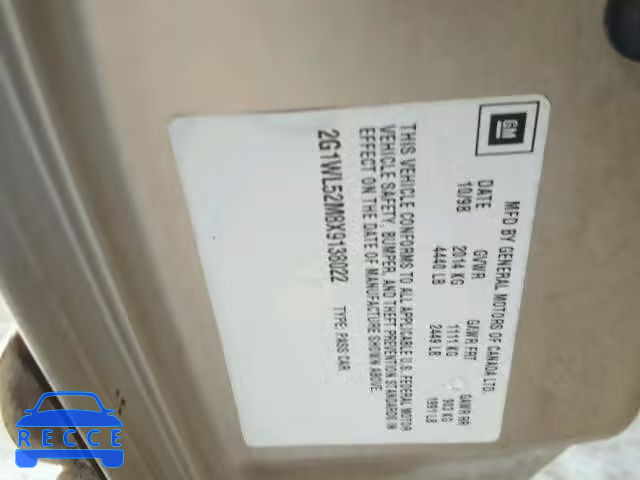 GM
MFD BY GENERAL MOTORS OF CANADA LTD.
DATE GVWR GAWR FRT GAWR RR
10/98 2014 KG 1111 KG 903 KG
4440 LB 2449 LB 1991 LB
THIS VEHICLE CONFORMS TO ALL APPLICABLE U.S. FEDERAL MOTOR
VEHICLE SAFETY, BUMPER, AND THEFT PREVENTION STANDARDS IN
EFFECT ON THE DATE OF MANUFACTURE SHOWN ABOVE.
2G1WL52M8X9138022 TYPE: PASS CAR
RECCE